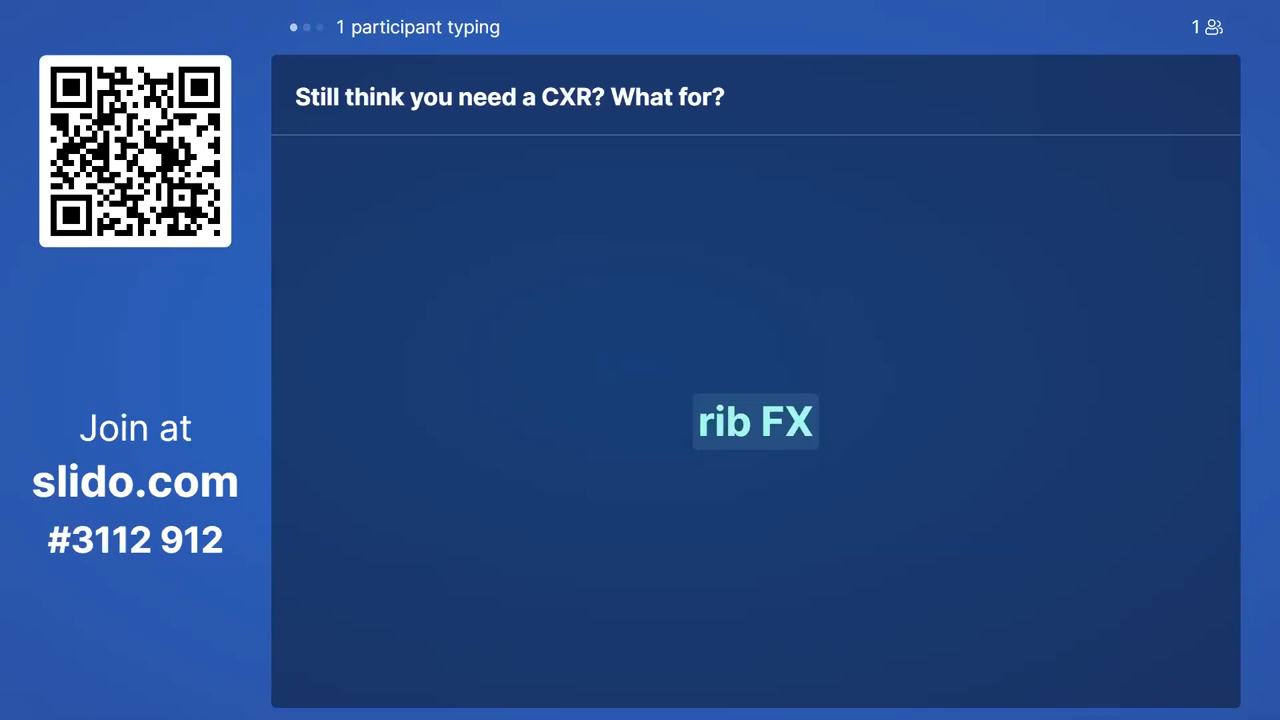 1 participant typing
1
Still think you need a CXR? What for?
rib FX
Join at
slido.com
#3112 912